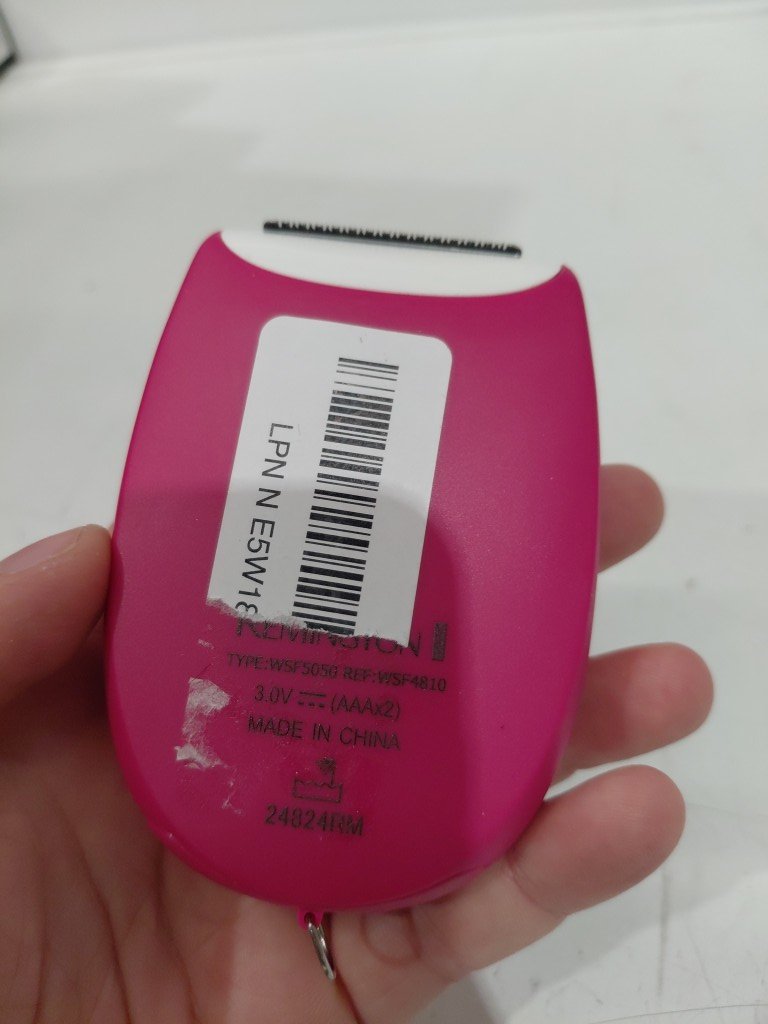 LPN N E5W18
REMINGTON
TYPE:WSF5050 REF:WSF4810
3.0V (AAAx2)
MADE IN CHINA
24824RM